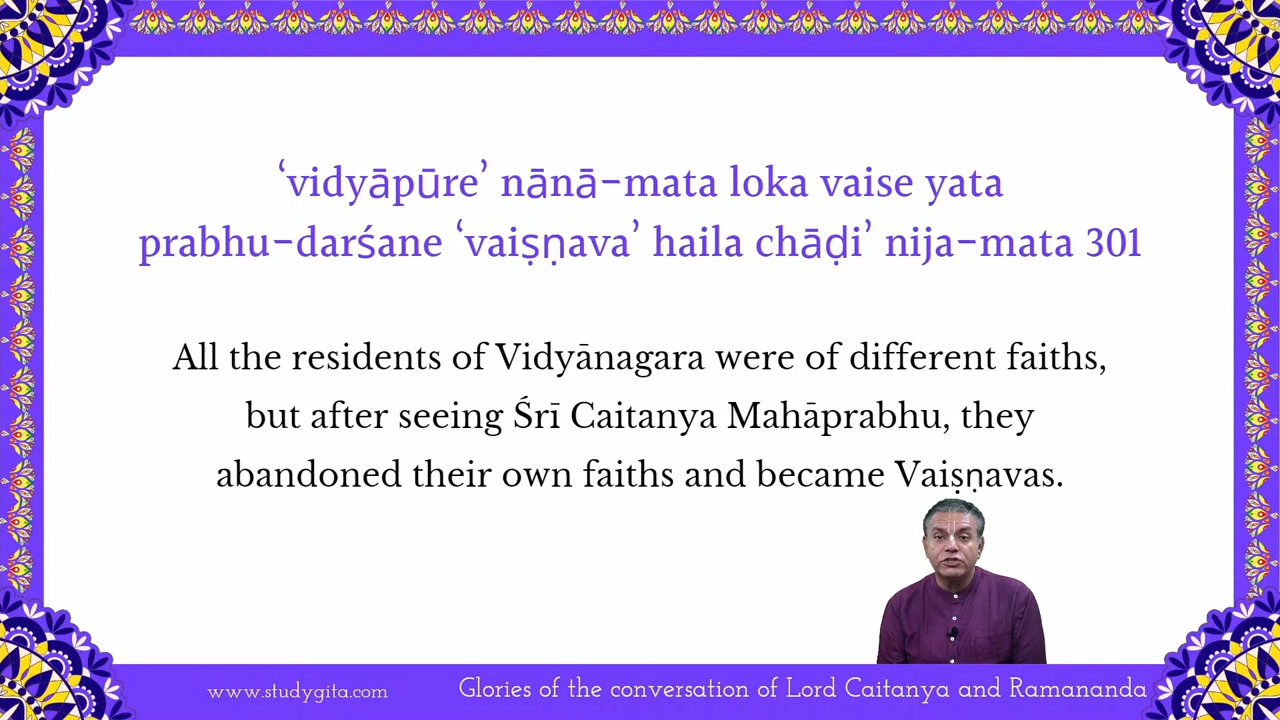 ‘vidyāpūre’ nānā-mata loka vaise yata
prabhu-darśane ‘vaiṣṇava’ haila chāḍi’ nija-mata 301
All the residents of Vidyānagara were of different faiths,
but after seeing Śrī Caitanya Mahāprabhu, they
abandoned their own faiths and became Vaiṣṇavas.
www.studygita.com
Glories of the conversation of Lord Caitanya and Ramananda